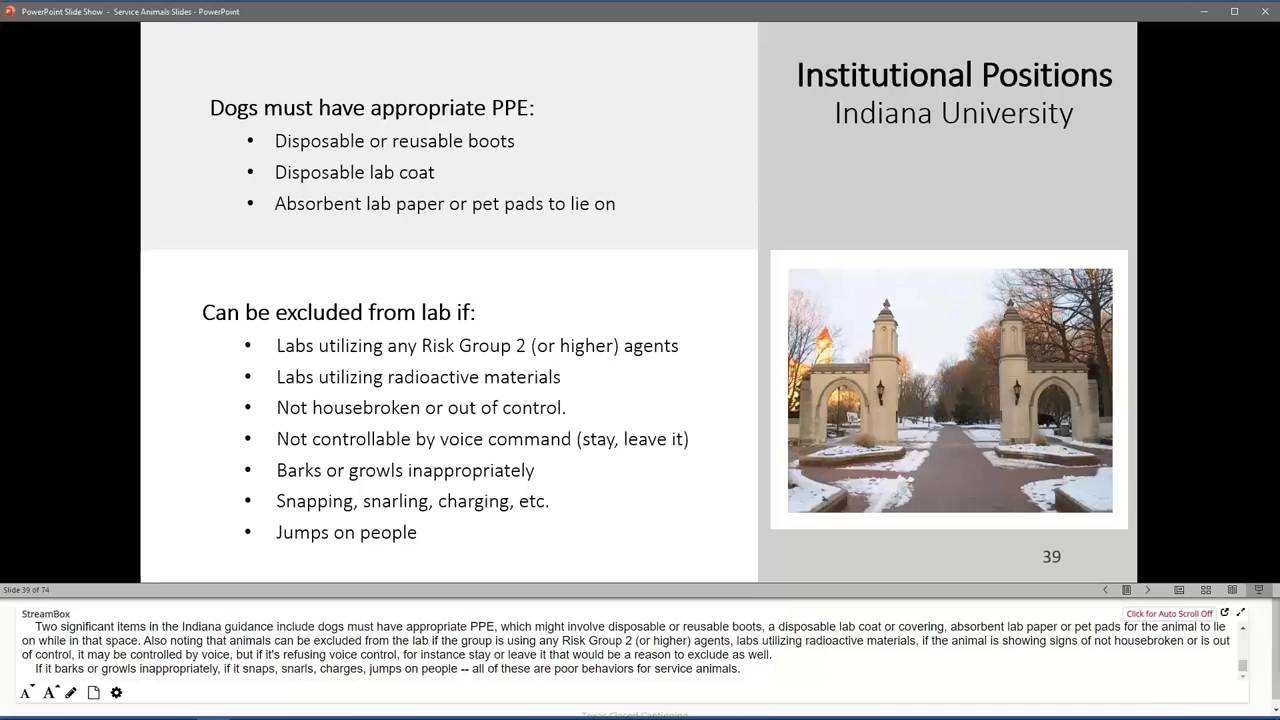 PowerPoint Slide Show - Service Animals Slides - PowerPoint
Institutional Positions
Indiana University
Dogs must have appropriate PPE:
• Disposable or reusable boots
• Disposable lab coat
• Absorbent lab paper or pet pads to lie on
Can be excluded from lab if:
• Labs utilizing any Risk Group 2 (or higher) agents
• Labs utilizing radioactive materials
• Not housebroken or out of control.
• Not controllable by voice command (stay, leave it)
• Barks or growls inappropriately
• Snapping, snarling, charging, etc.
• Jumps on people
39
Slide 39 of 74
StreamBox
Click for Auto Scroll Off
Two significant items in the Indiana guidance include dogs must have appropriate PPE, which might involve disposable or reusable boots, a disposable lab coat or covering, absorbent lab paper or pet pads for the animal to lie
on while in that space. Also noting that animals can be excluded from the lab if the group is using any Risk Group 2 (or higher) agents, labs utilizing radioactive materials, if the animal is showing signs of not housebroken or is out
of control, it may be controlled by voice, but if it's refusing voice control, for instance stay or leave it that would be a reason to exclude as well.
If it barks or growls inappropriately, if it snaps, snarls, charges, jumps on people -- all of these are poor behaviors for service animals.
A A
Texas Closed Captioning